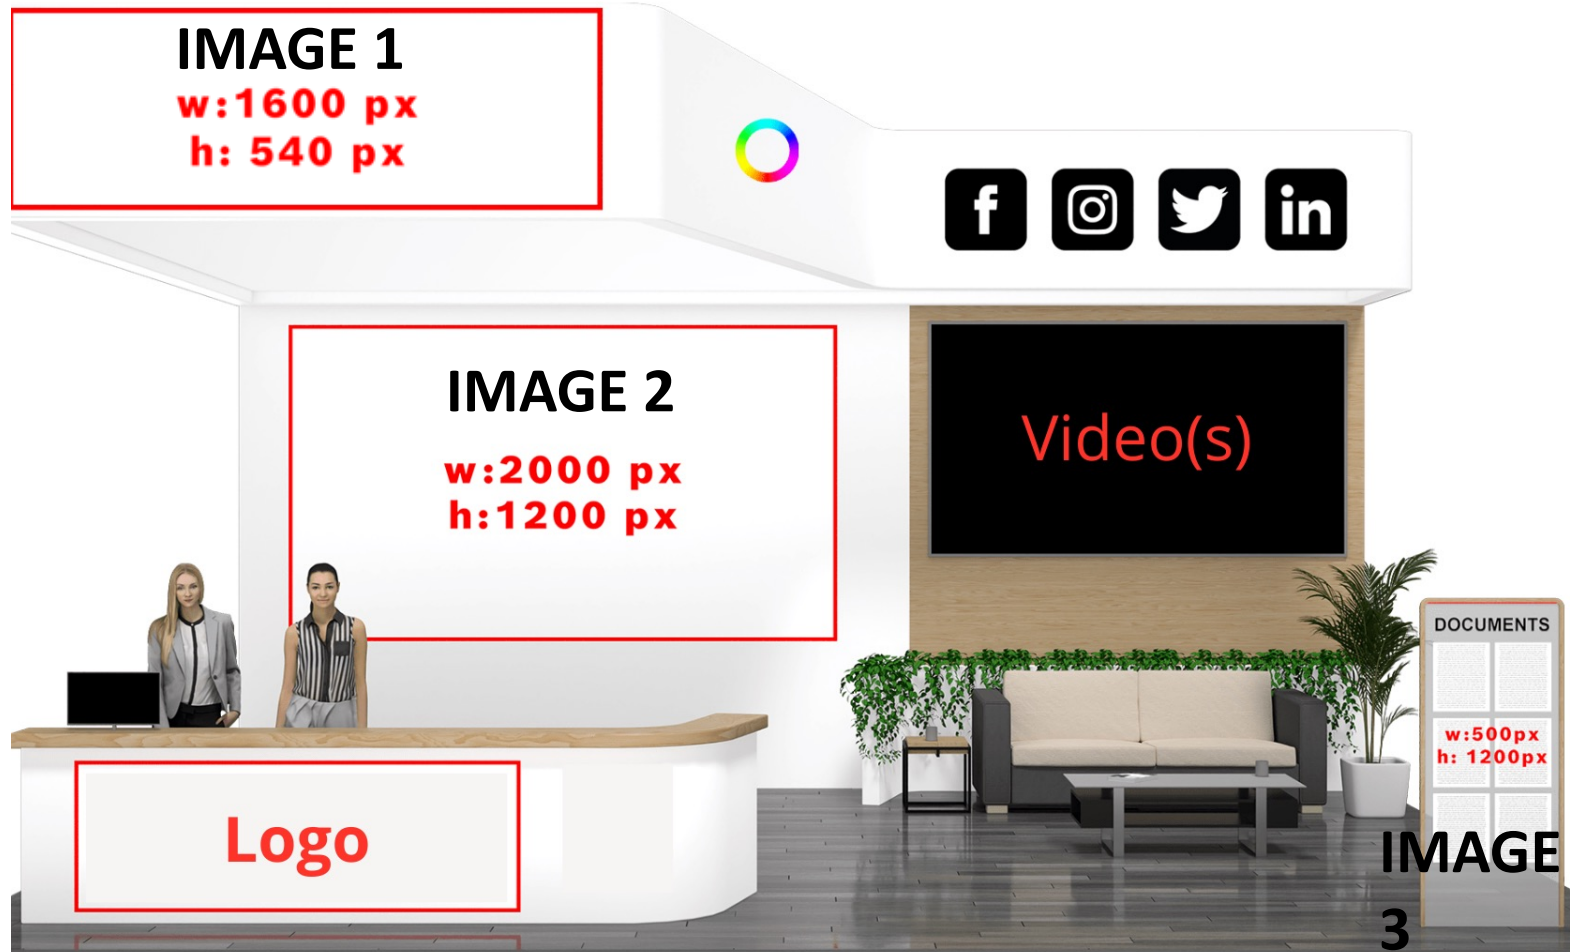 IMAGE 1
w:1600 px
h: 540 px
f
in
IMAGE 2
w:2000 px
h:1200 px
Video(s)
DOCUMENTS
w:500px
h: 1200px
Logo
IMAGE
3